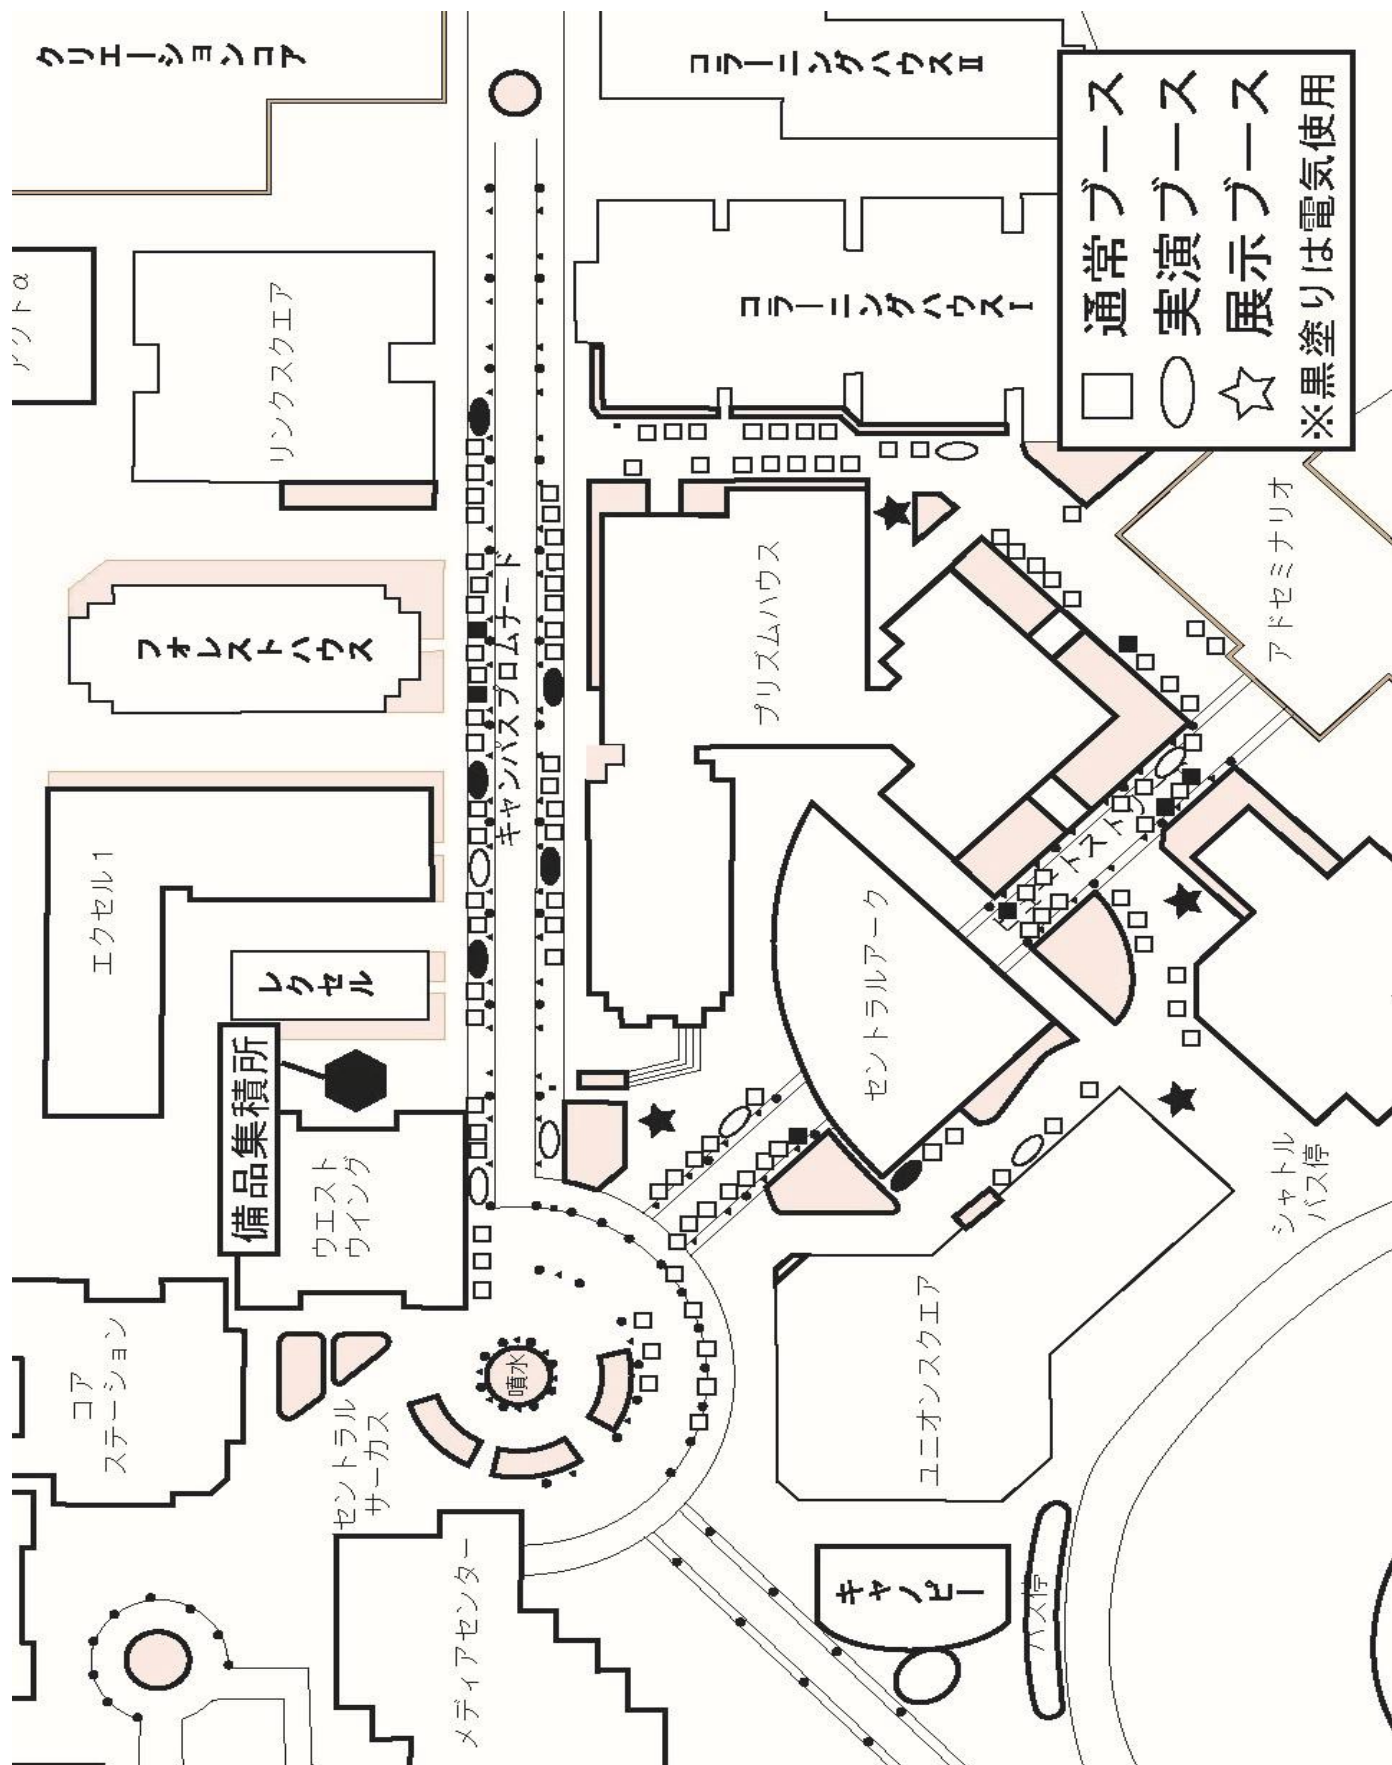 通常ブース
実演ブース
展示ブース
※黒塗りは電気使用
クリエーションコア
コラーニングハウスⅡ
アクトα
リンクスクエア
コラーニングハウスⅠ
フォレストハウス
キャンパスプロムナード
プリズムハウス
アドセミナリオ
エクセル1
レクセル
備品集積所
セントラルアーク
ウエスト
ウィング
シャトル
バス停
コア
ステーション
噴水
セントラル
サーカス
ユニオンスクエア
メディアセンター
キャノピー
バス停